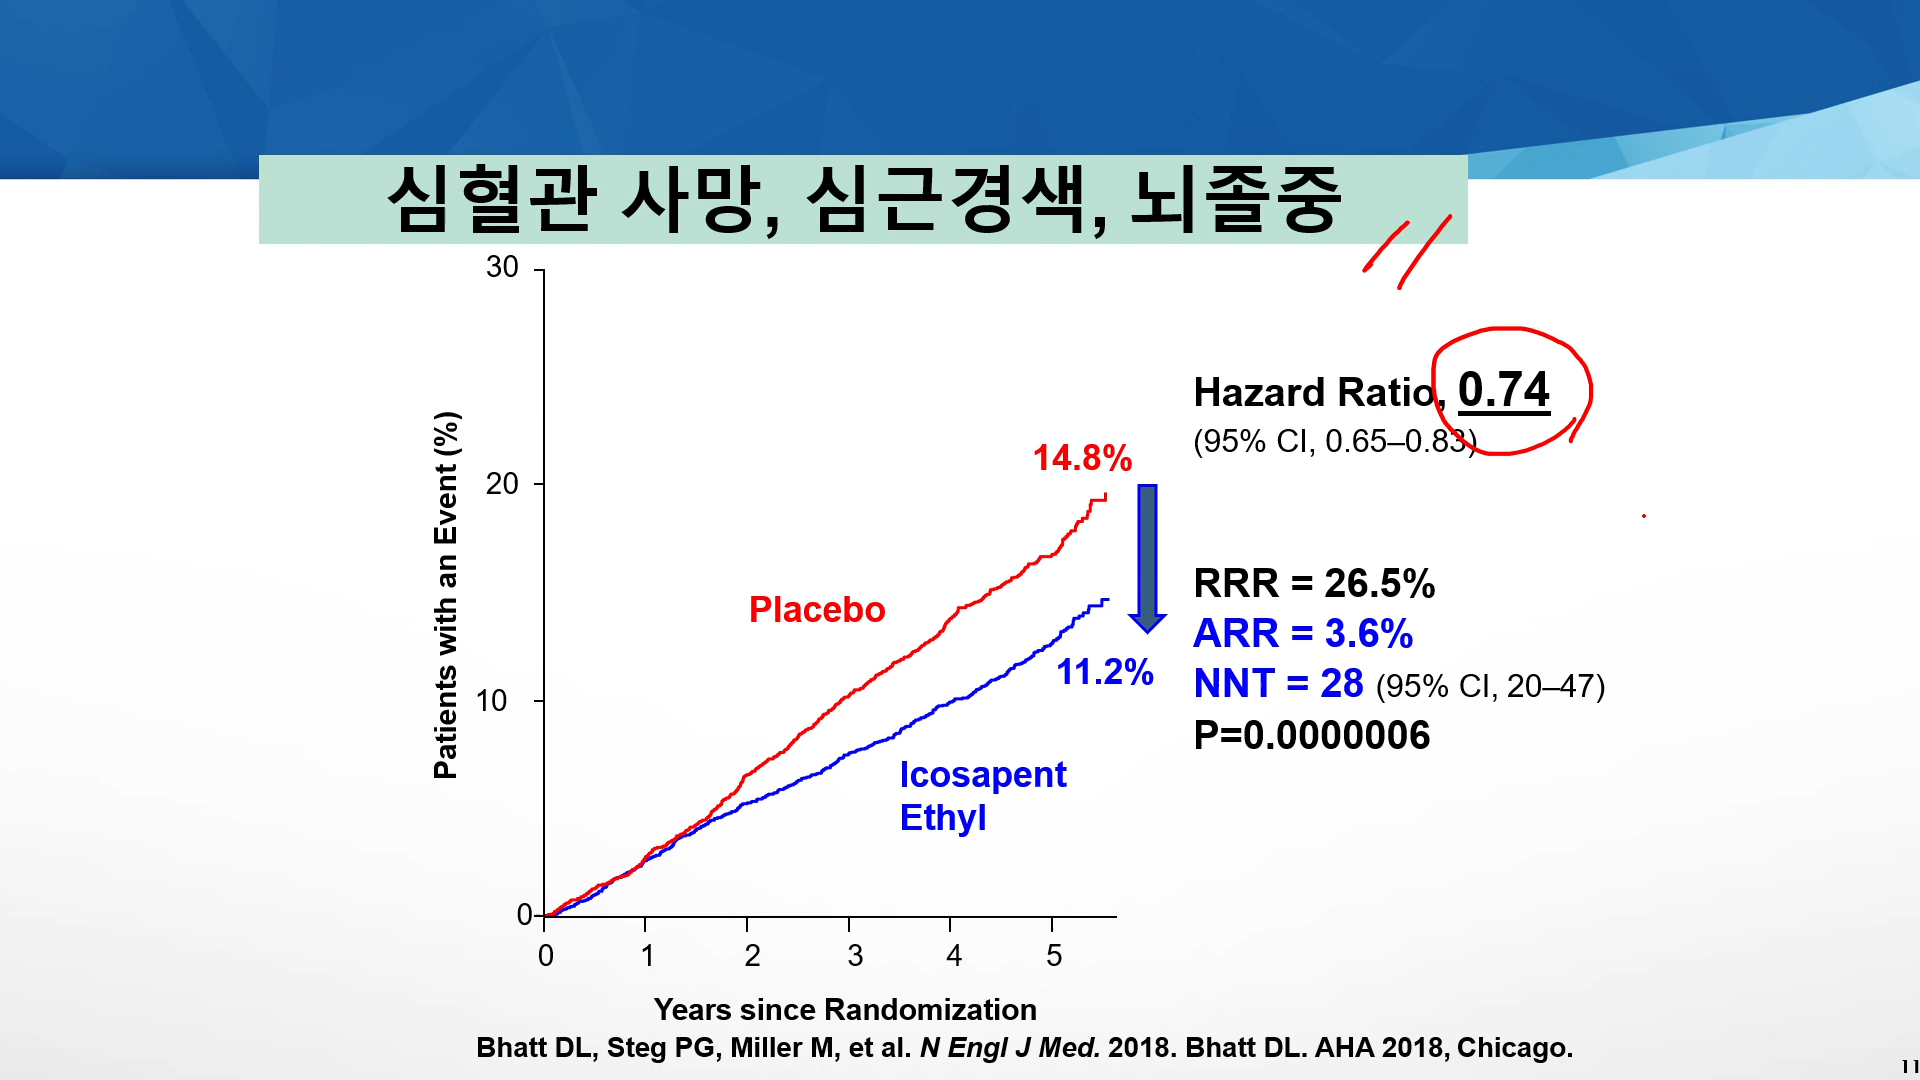 심혈관 사망, 심근경색, 뇌졸중
30
20
10
0
Patients with an Event (%)
14.8%
Placebo
11.2%
Icosapent
Ethyl
Hazard Ratio, 0.74
(95% CI, 0.65–0.83)
RRR = 26.5%
ARR = 3.6%
NNT = 28 (95% CI, 20–47)
P=0.0000006
0 1 2 3 4 5
Years since Randomization
Bhatt DL, Steg PG, Miller M, et al. N Engl J Med. 2018. Bhatt DL. AHA 2018, Chicago.
11